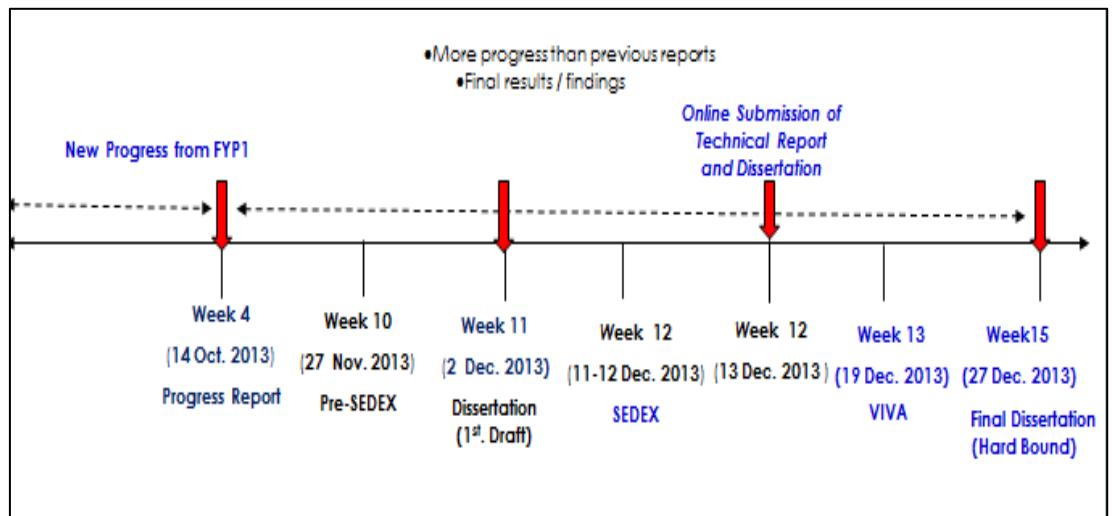 •More progress than previous reports
•Final results / findings
Online Submission of
Technical Report
and Dissertation
New Progress from FYP1
Week 4
(14 Oct. 2013)
Progress Report
Week 10
(27 Nov. 2013)
Pre-SEDEX
Week 11
(2 Dec. 2013)
Dissertation
(1st. Draft)
Week 12
(11-12 Dec. 2013)
SEDEX
Week 12
(13 Dec. 2013)
Week 13
(19 Dec. 2013)
VIVA
Week15
(27 Dec. 2013)
Final Dissertation
(Hard Bound)